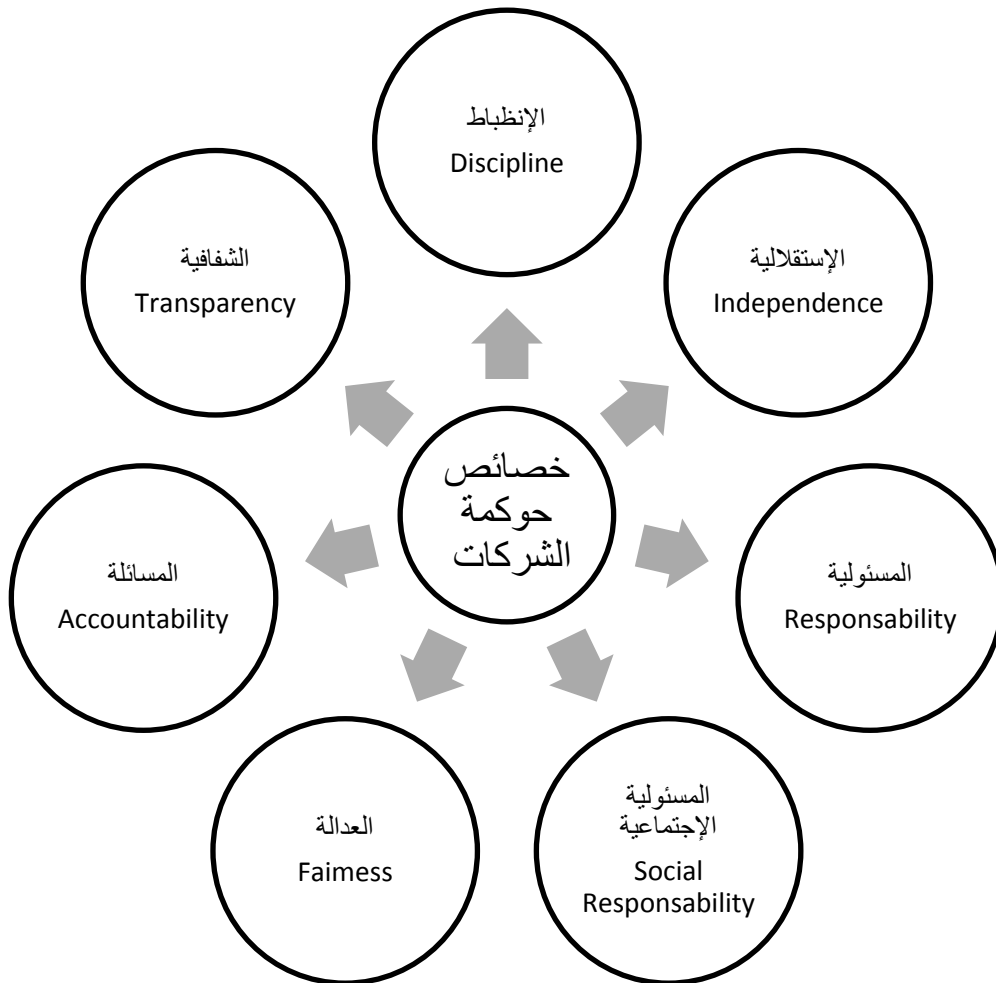 الإنظباط
Discipline
الإستقلالية
Independence
الشفافية
Transparency
خصائص
حوكمة
الشركات
المسئولية
Responsability
المسائلة
Accountability
المسئولية
الإجتماعية
Social
Responsability
العدالة
Faimess